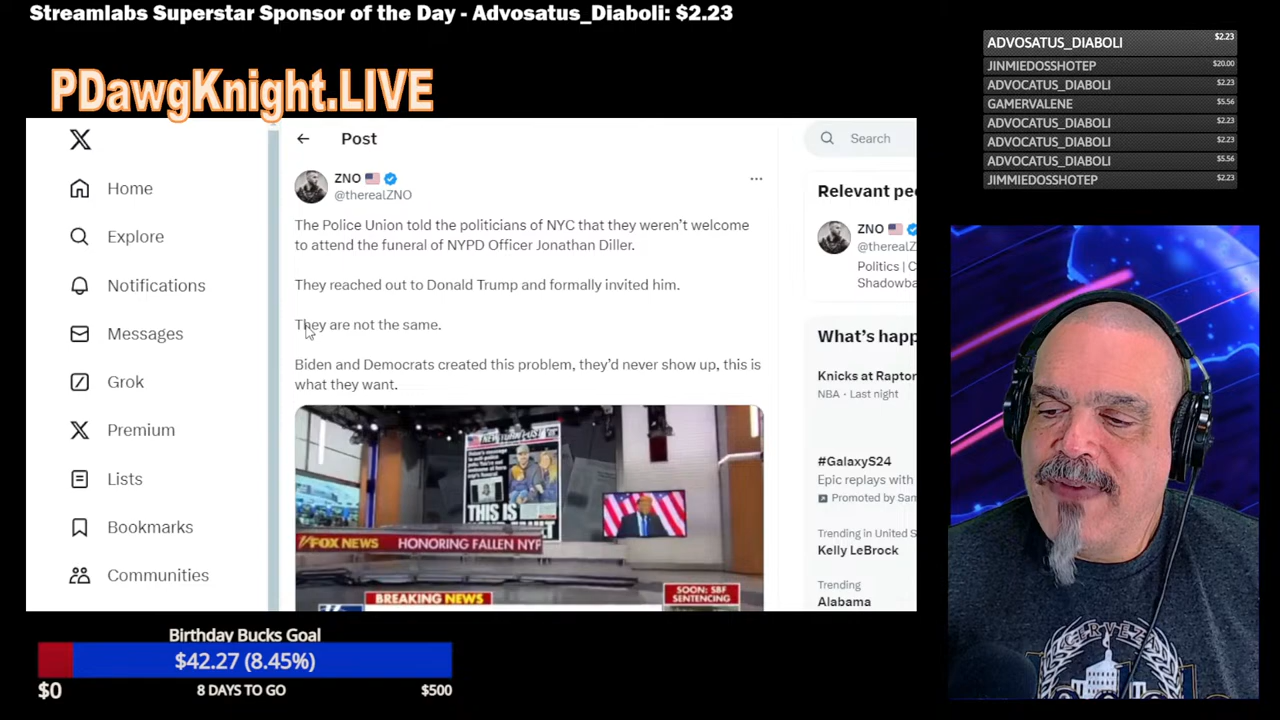 Streamlabs Superstar Sponsor of the Day - Advosatus_Diaboli: $2.23
PDawgKnight.LIVE
ADVOSATUS_DIABOLI $2.23
JINMIEDOSSHOTEP $20.00
ADVOCATUS_DIABOLI $2.23
GAMERVALENE $5.56
ADVOCATUS_DIABOLI $2.23
ADVOCATUS_DIABOLI $2.23
ADVOCATUS_DIABOLI $5.56
JIMMIEDOSSHOTEP $2.23
X
Home
Explore
Notifications
Messages
Grok
Premium
Lists
Bookmarks
Communities
Post
ZNO
@therealZNO
The Police Union told the politicians of NYC that they weren't welcome
to attend the funeral of NYPD Officer Jonathan Diller.
They reached out to Donald Trump and formally invited him.
They are not the same.
Biden and Democrats created this problem, they'd never show up, this is
what they want.
THIS IS
FOX NEWS
HONORING FALLEN NYP
BREAKING NEWS
SOON: SBF
SENTENCING
Search
Relevant pe
ZNO
@therealZ
Politics | C
Shadowba
What's happ
Knicks at Raptor
NBA · Last night
#GalaxyS24
Epic replays with
Promoted by Sam
Trending in United S
Kelly LeBrock
Trending
Alabama
Birthday Bucks Goal
$42.27 (8.45%)
$0
8 DAYS TO GO
$500
CERVEZA